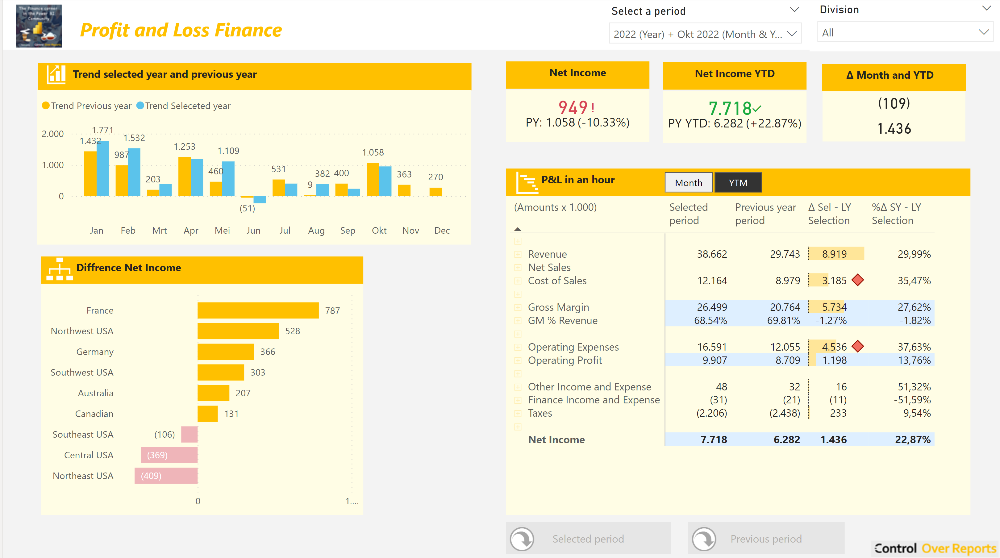 The Finance corner
in the Power BI
Community
Profit and Loss Finance
Select a period
2022 (Year) + Okt 2022 (Month & Y...
Division
All
Trend selected year and previous year
Trend Previous year Trend Seleceted year
2.000
1.000
0
1.432 1.771
987 1.532
203
1.253
460 1.109
(51)
531
9 382
400
1.058
363
270
Jan Feb Mrt Apr Mei Jun Jul Aug Sep Okt Nov Dec
Net Income
949 !
PY: 1.058 (-10.33%)
Net Income YTD
7.718
PY YTD: 6.282 (+22.87%)
Δ Month and YTD
(109)
1.436
Diffrence Net Income
France 787
Northwest USA 528
Germany 366
Southwest USA 303
Australia 207
Canadian 131
Southeast USA (106)
Central USA (369)
Northeast USA (409)
0 1....
P&L in an hour
Month YTM
(Amounts x 1.000) Selected period Previous year period Δ Sel - LY Selection %Δ SY - LY Selection
Revenue 38.662 29.743 8.919 29,99%
Net Sales
Cost of Sales 12.164 8.979 3.185 35,47%
Gross Margin 26.499 20.764 5.734 27,62%
GM % Revenue 68.54% 69.81% -1.27% -1.82%
Operating Expenses 16.591 12.055 4.536 37,63%
Operating Profit 9.907 8.709 1.198 13,76%
Other Income and Expense 48 32 16 51,32%
Finance Income and Expense (31) (21) (11) -51,59%
Taxes (2.206) (2.438) 233 9,54%
Net Income 7.718 6.282 1.436 22,87%
Selected period
Previous period
Control Over Reports